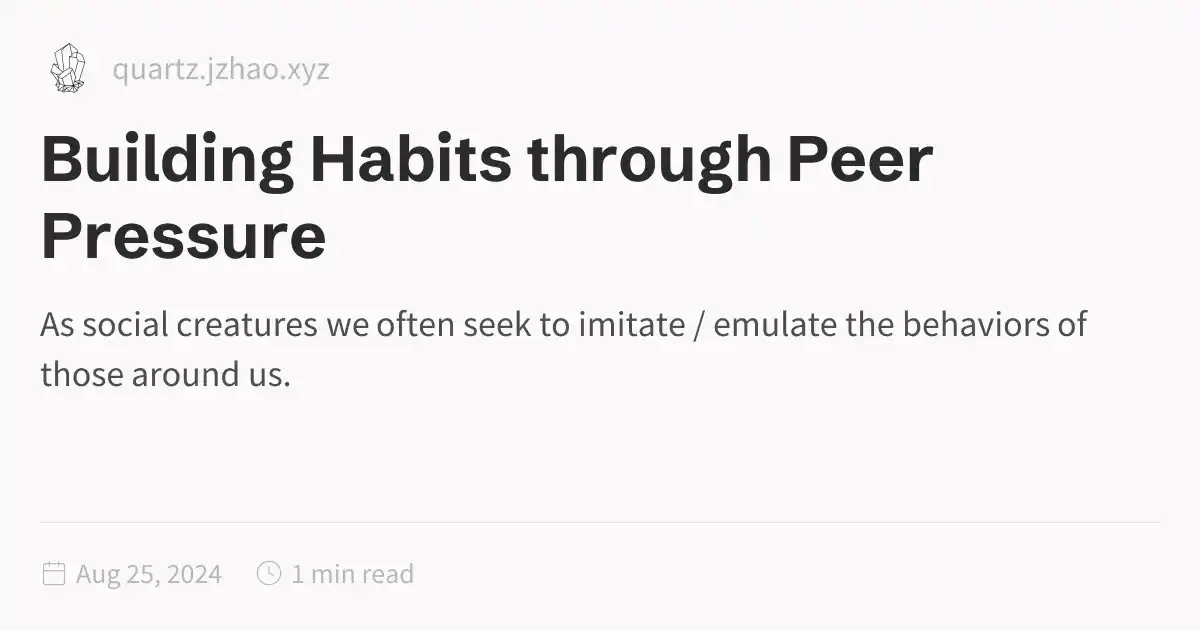 quartz.jzhao.xyz
Building Habits through Peer
Pressure
As social creatures we often seek to imitate / emulate the behaviors of
those around us.
Aug 25, 2024 1 min read